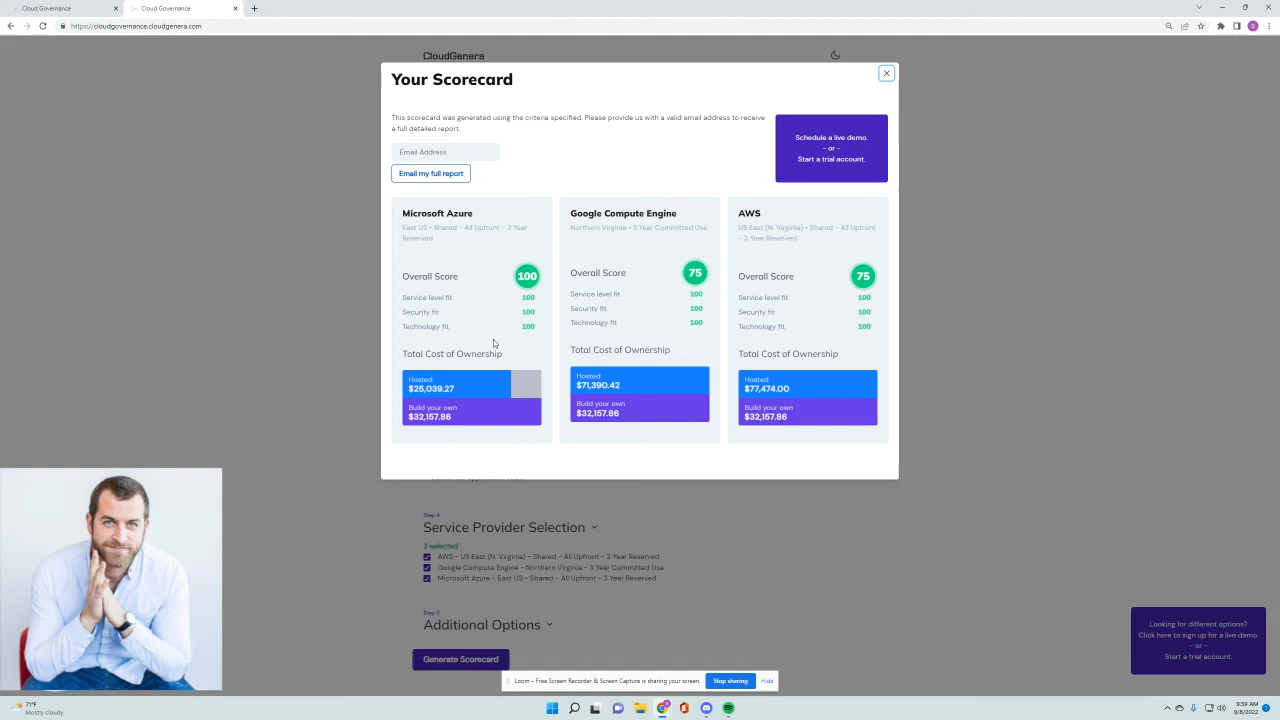 Cloud Governance
Cloud Governance
https://cloudgovernance.cloudgenera.com
S
CloudGenera
Your Scorecard
This scorecard was generated using the criteria specified. Please provide us with a valid email address to receive
a full detailed report.
Email Address
Email my full report
Schedule a live demo.
- or -
Start a trial account.
Microsoft Azure
East US • Shared - All Upfront - 3 Year
Reserved
Overall Score 100
Service level fit 100
Security fit 100
Technology fit 100
Total Cost of Ownership
Hosted
$25,039.27
Build your own
$32,157.86
Google Compute Engine
Northern Virginia • 3 Year Committed Use
Overall Score 75
Service level fit 100
Security fit 100
Technology fit 100
Total Cost of Ownership
Hosted
$71,390.42
Build your own
$32,157.86
AWS
US East (N. Virginia) • Shared - All Upfront
- 3 Year Reserved
Overall Score 75
Service level fit 100
Security fit 100
Technology fit 100
Total Cost of Ownership
Hosted
$77,474.00
Build your own
$32,157.86
Step 4
Service Provider Selection
3 selected
AWS - US East (N. Virginia) - Shared - All Upfront - 3 Year Reserved
Google Compute Engine - Northern Virginia - 3 Year Committed Use
Microsoft Azure - East US - Shared - All Upfront - 3 Year Reserved
Step 5
Additional Options
Generate Scorecard
Looking for different options?
Click here to sign up for a live demo.
- or -
Start a trial account.
Loom – Free Screen Recorder & Screen Capture is sharing your screen.
Stop sharing
Hide
71°F
Mostly cloudy
9:59 AM
9/8/2022